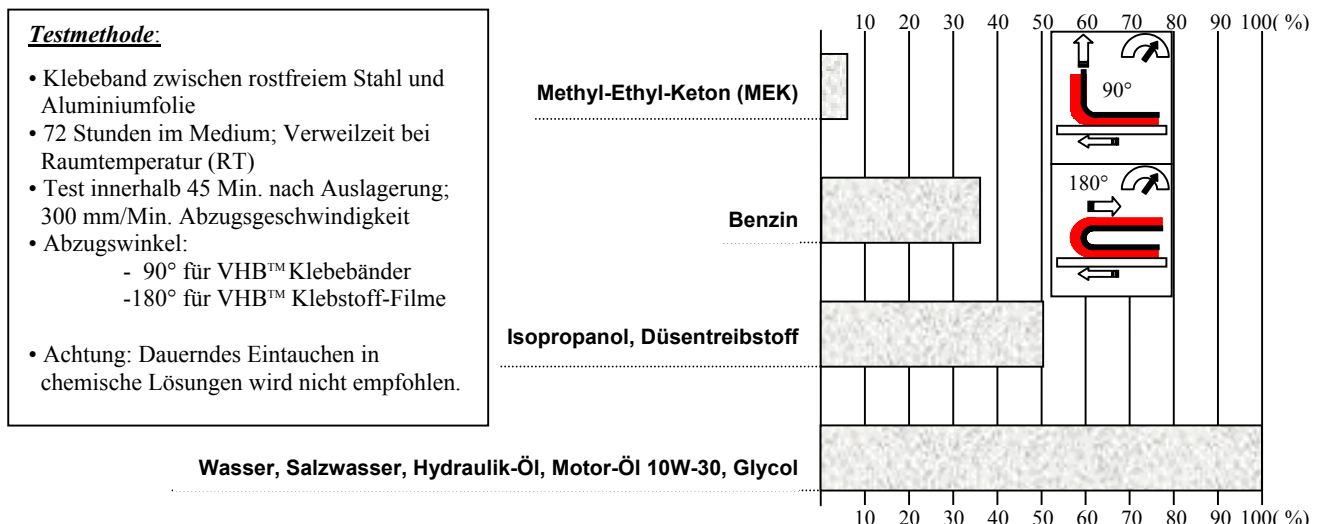 Testmethode:
• Klebeband zwischen rostfreiem Stahl und
Aluminiumfolie
• 72 Stunden im Medium; Verweilzeit bei
Raumtemperatur (RT)
• Test innerhalb 45 Min. nach Auslagerung;
300 mm/Min. Abzugsgeschwindigkeit
• Abzugswinkel:
- 90° für VHB™ Klebebänder
-180° für VHB™ Klebstoff-Filme
• Achtung: Dauerndes Eintauchen in
chemische Lösungen wird nicht empfohlen.
10 20 30 40 50 60 70 80 90 100( %)
Methyl-Ethyl-Keton (MEK)
90°
180°
Benzin
Isopropanol, Düsentreibstoff
Wasser, Salzwasser, Hydraulik-Öl, Motor-Öl 10W-30, Glycol
10 20 30 40 50 60 70 80 90 100( %)